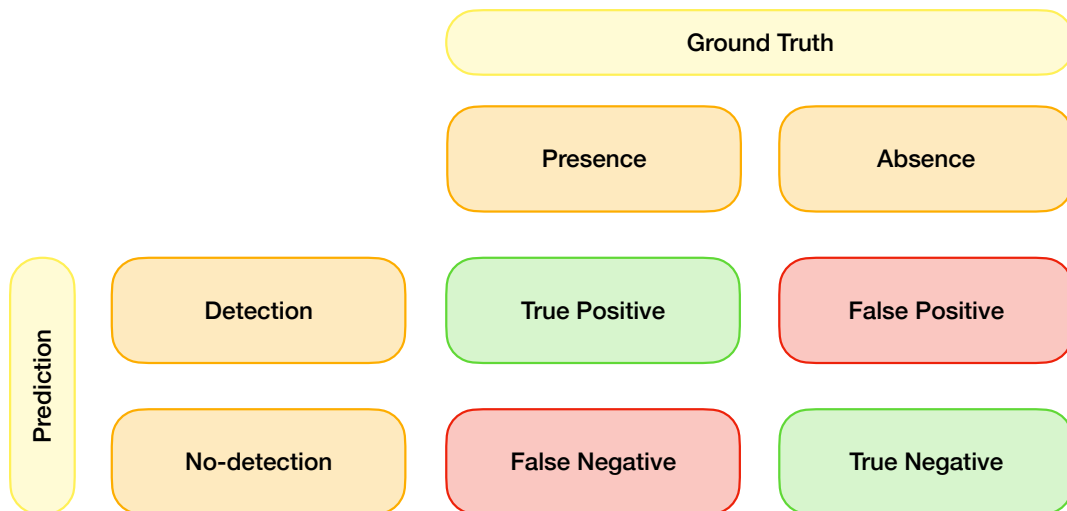 Ground Truth
Presence
Absence
Prediction
Detection
True Positive
False Positive
No-detection
False Negative
True Negative